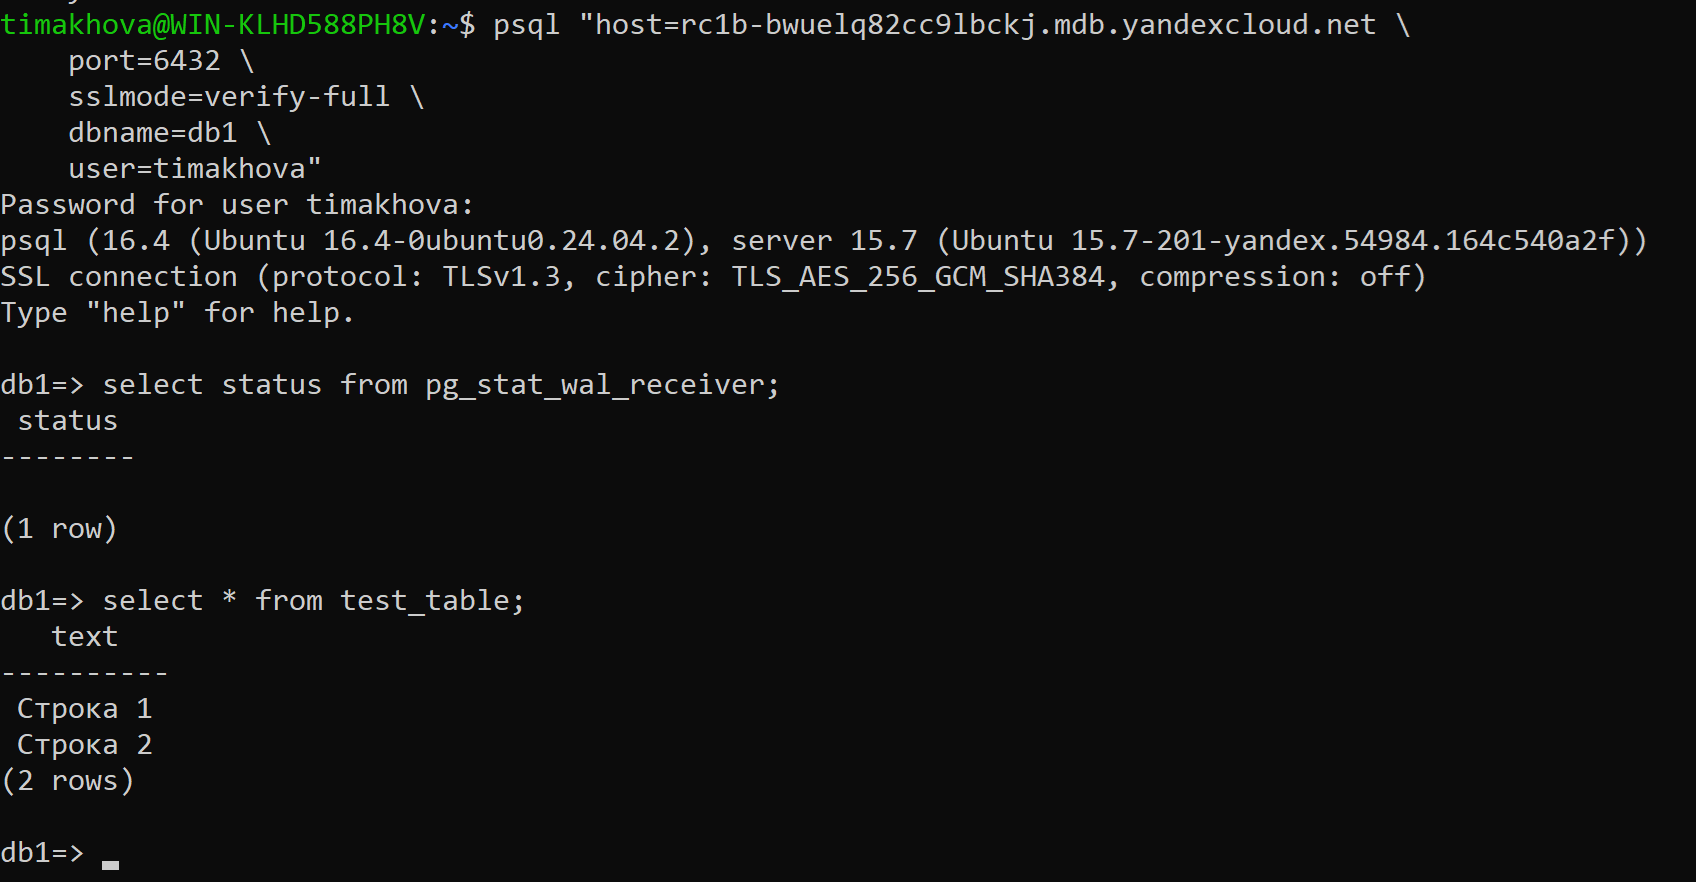 timakhova@WIN-KLHD588PH8V:~$ psql "host=rc1b-bwuelq82cc9lbckj.mdb.yandexcloud.net \
    port=6432 \
    sslmode=verify-full \
    dbname=db1 \
    user=timakhova"
Password for user timakhova:
psql (16.4 (Ubuntu 16.4-0ubuntu0.24.04.2), server 15.7 (Ubuntu 15.7-201-yandex.54984.164c540a2f))
SSL connection (protocol: TLSv1.3, cipher: TLS_AES_256_GCM_SHA384, compression: off)
Type "help" for help.

db1=> select status from pg_stat_wal_receiver;
 status
--------

(1 row)

db1=> select * from test_table;
   text
----------
 Строка 1
 Строка 2
(2 rows)

db1=>